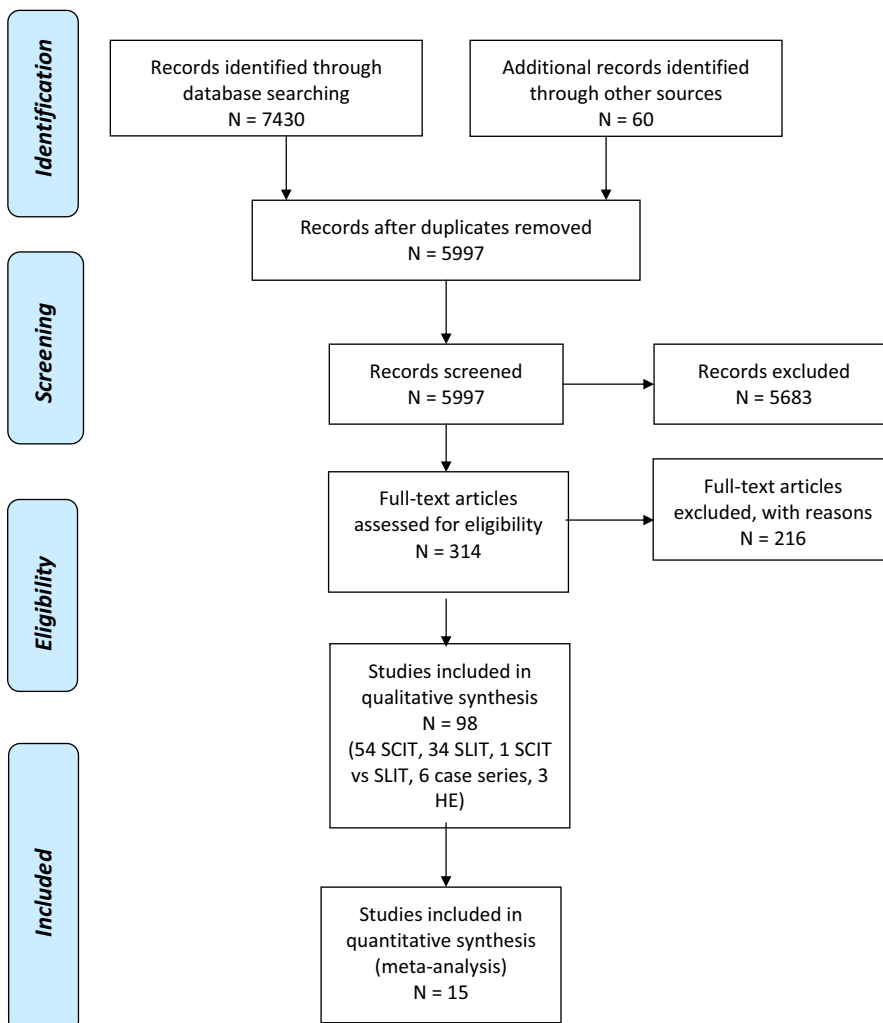 Identification
Records identified through
database searching
N = 7430
Additional records identified
through other sources
N = 60
Records after duplicates removed
N = 5997
Screening
Records screened
N = 5997
Records excluded
N = 5683
Eligibility
Full-text articles
assessed for eligibility
N = 314
Full-text articles
excluded, with reasons
N = 216
Studies included in
qualitative synthesis
N = 98
(54 SCIT, 34 SLIT, 1 SCIT
vs SLIT, 6 case series, 3
HE)
Included
Studies included in
quantitative synthesis
(meta-analysis)
N = 15